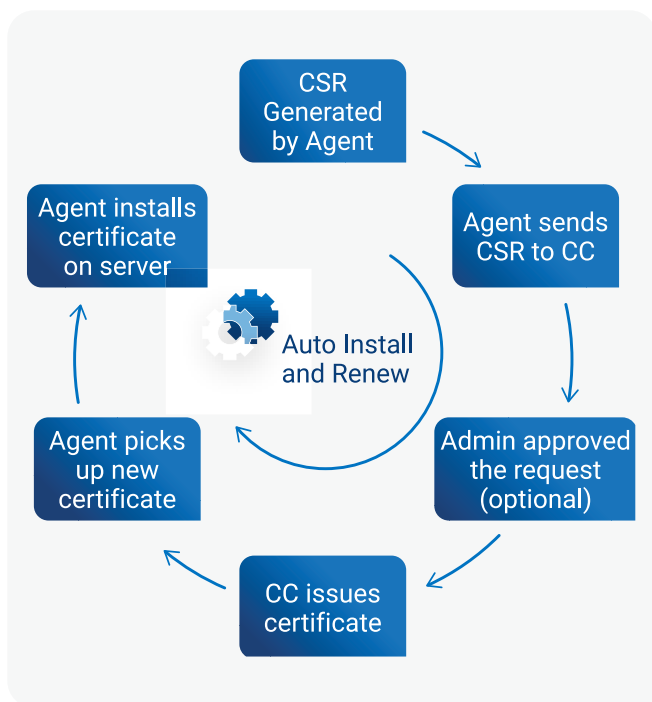 CSR
Generated
by Agent
Agent sends
CSR to CC
Admin approved
the request
(optional)
CC issues
certificate
Agent picks
up new
certificate
Agent installs
certificate
on server
Auto Install
and Renew